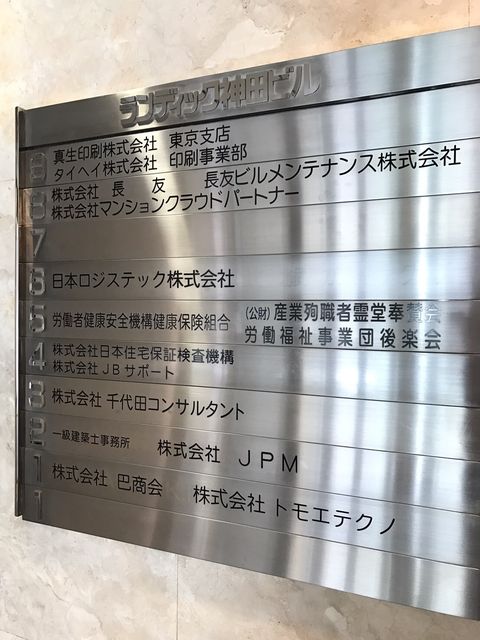 ランディック神田ビル
9 真生印刷株式会社 東京支店
タイヘイ株式会社 印刷事業部
8 株式会社 長友 長友ビルメンテナンス株式会社
株式会社マンションクラウドパートナー
7
6 日本ロジステック株式会社
5 労働者健康安全機構健康保険組合 (公財)産業殉職者霊堂奉賛会
労働福祉事業団後楽会
4 株式会社日本住宅保証検査機構
株式会社JBサポート
3 株式会社 千代田コンサルタント
2 一級建築士事務所 株式会社 JPM
1 株式会社 巴商会 株式会社 トモエテクノ
1